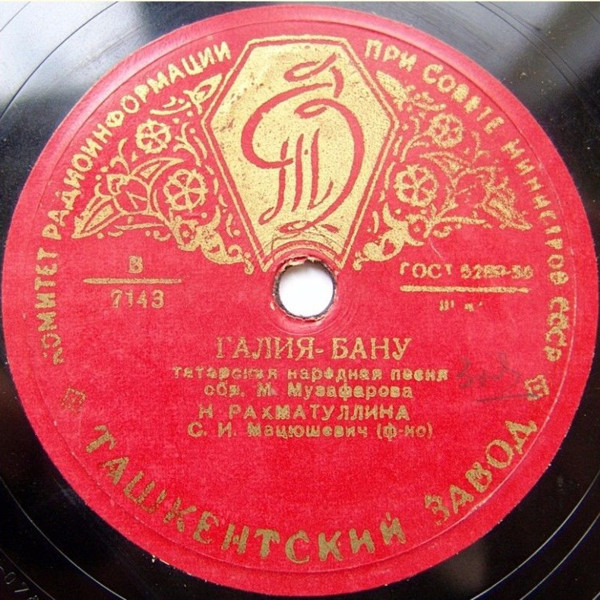 КОМИТЕТ РАДИОИНФОРМАЦИИ ПРИ СОВЕТЕ МИНИСТРОВ СССР
В
7143
ГОСТ 5289-50
ГАЛИЯ-БАНУ
татарская народная песня
обр. М. Музафарова
Н РАХМАТУЛЛИНА
С. И. Мацюшевич (ф-но)
ТАШКЕНТСКИЙ ЗАВОД